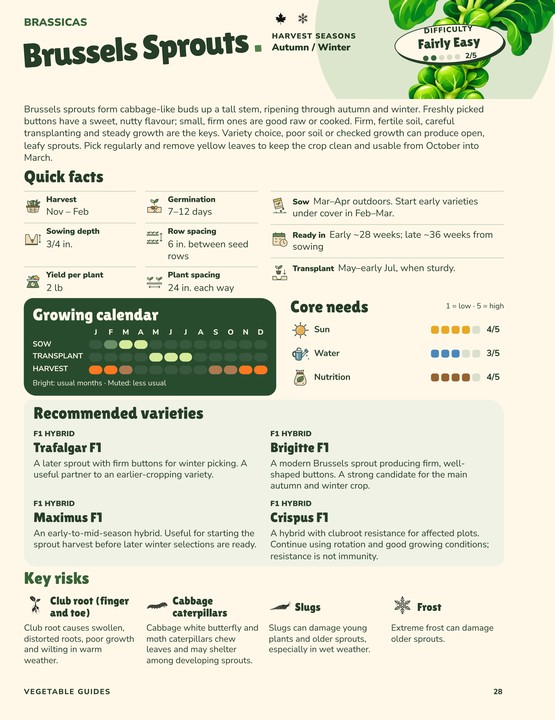 BRASSICAS
Brussels Sprouts.
HARVEST SEASONS
Autumn / Winter
DIFFICULTY
Fairly Easy
2/5
Brussels sprouts form cabbage-like buds up a tall stem, ripening through autumn and winter. Freshly picked
buttons have a sweet, nutty flavour; small, firm ones are good raw or cooked. Firm, fertile soil, careful
transplanting and steady growth are the keys. Variety choice, poor soil or checked growth can produce open,
leafy sprouts. Pick regularly and remove yellow leaves to keep the crop clean and usable from October into
March.
Quick facts
Harvest
Nov – Feb
Germination
7–12 days
Sow Mar–Apr outdoors. Start early varieties
under cover in Feb–Mar.
Sowing depth
3/4 in.
Row spacing
6 in. between seed
rows
Ready in Early ~28 weeks; late ~36 weeks from
sowing
Yield per plant
2 lb
Plant spacing
24 in. each way
Transplant May–early Jul, when sturdy.
Growing calendar
J F M A M J J A S O N D
SOW
TRANSPLANT
HARVEST
Bright: usual months · Muted: less usual
Core needs
1 = low · 5 = high
Sun 4/5
Water 3/5
Nutrition 4/5
Recommended varieties
F1 HYBRID
Trafalgar F1
A later sprout with firm buttons for winter picking. A
useful partner to an earlier-cropping variety.
F1 HYBRID
Brigitte F1
A modern Brussels sprout producing firm, well-
shaped buttons. A strong candidate for the main
autumn and winter crop.
F1 HYBRID
Maximus F1
An early-to-mid-season hybrid. Useful for starting the
sprout harvest before later winter selections are ready.
F1 HYBRID
Crispus F1
A hybrid with clubroot resistance for affected plots.
Continue using rotation and good growing conditions;
resistance is not immunity.
Key risks
Club root (finger
and toe)
Club root causes swollen,
distorted roots, poor growth
and wilting in warm
weather.
Cabbage
caterpillars
Cabbage white butterfly and
moth caterpillars chew
leaves and may shelter
among developing sprouts.
Slugs
Slugs can damage young
plants and older sprouts,
especially in wet weather.
Frost
Extreme frost can damage
older sprouts.
VEGETABLE GUIDES
28